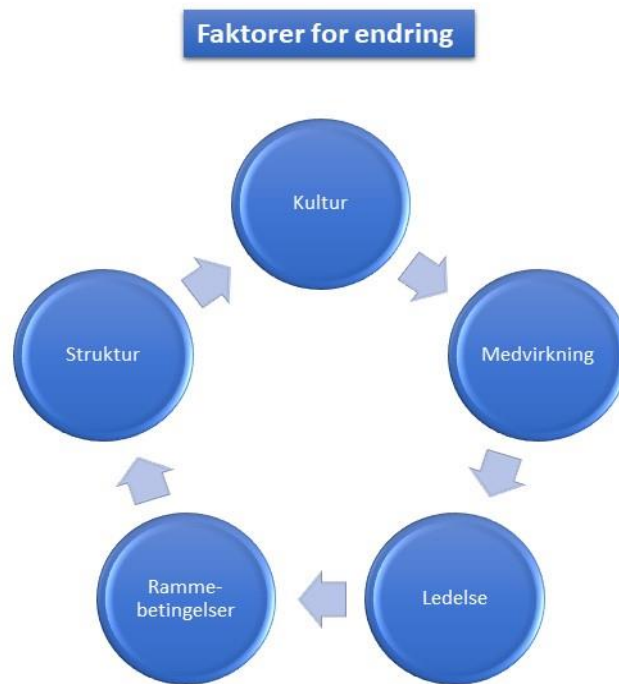 Faktorer for endring
Kultur
Medvirkning
Ledelse
Ramme-
betingelser
Struktur